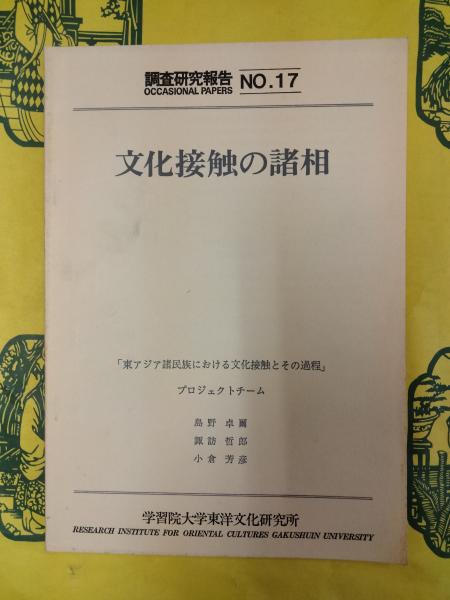 調査研究報告 NO.17
OCCASIONAL PAPERS
文化接触の諸相
「東アジア諸民族における文化接触とその過程」
プロジェクトチーム
島野卓爾
諏訪哲郎
小倉芳彦
学習院大学東洋文化研究所
RESEARCH INSTITUTE FOR ORIENTAL CULTURES GAKUSHUIN UNIVERSITY